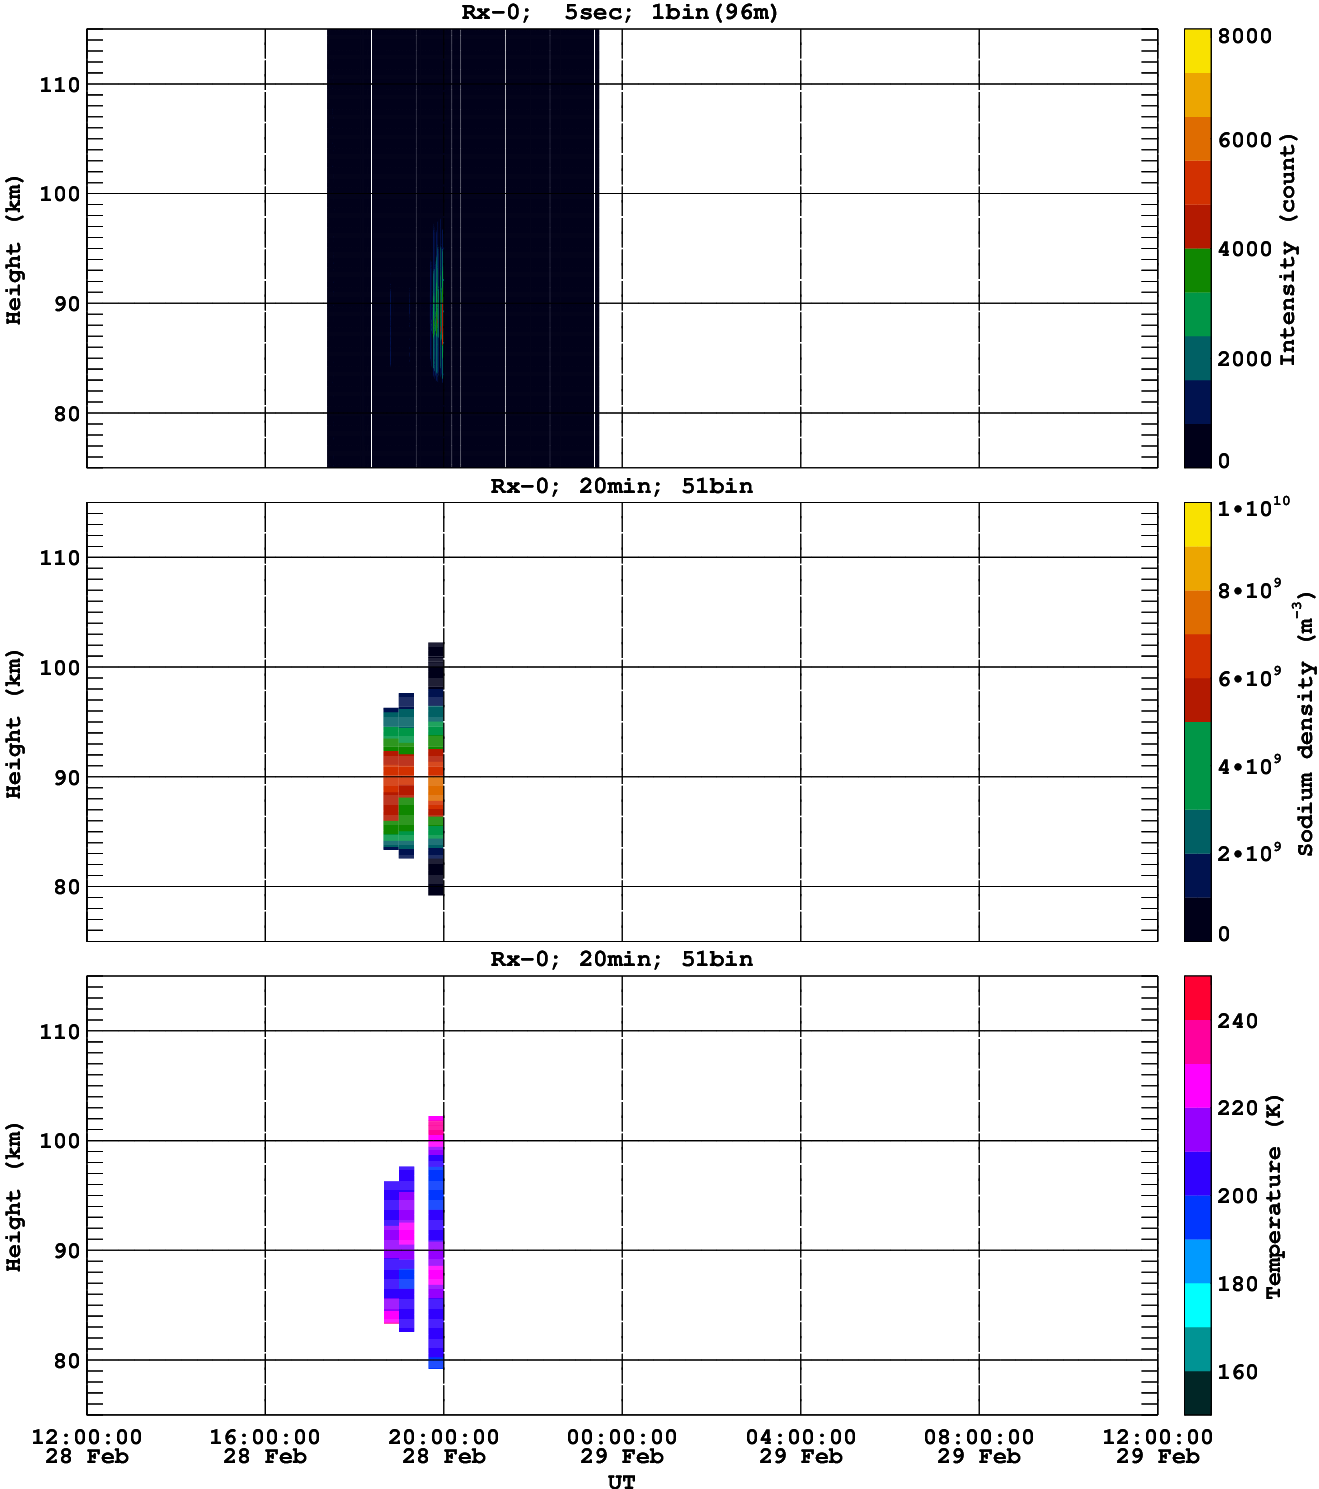 Rx-0;  5sec; 1bin(96m)
110
100
90
80
Height (km)
8000
6000
4000
2000
0
Intensity (count)
Rx-0; 20min; 51bin
110
100
90
80
Height (km)
1•10¹⁰
8•10⁹
6•10⁹
4•10⁹
2•10⁹
0
Sodium density (m⁻³)
Rx-0; 20min; 51bin
110
100
90
80
Height (km)
240
220
200
180
160
Temperature (K)
12:00:00 16:00:00 20:00:00 00:00:00 04:00:00 08:00:00 12:00:00
28 Feb 28 Feb 28 Feb 29 Feb 29 Feb 29 Feb 29 Feb
UT